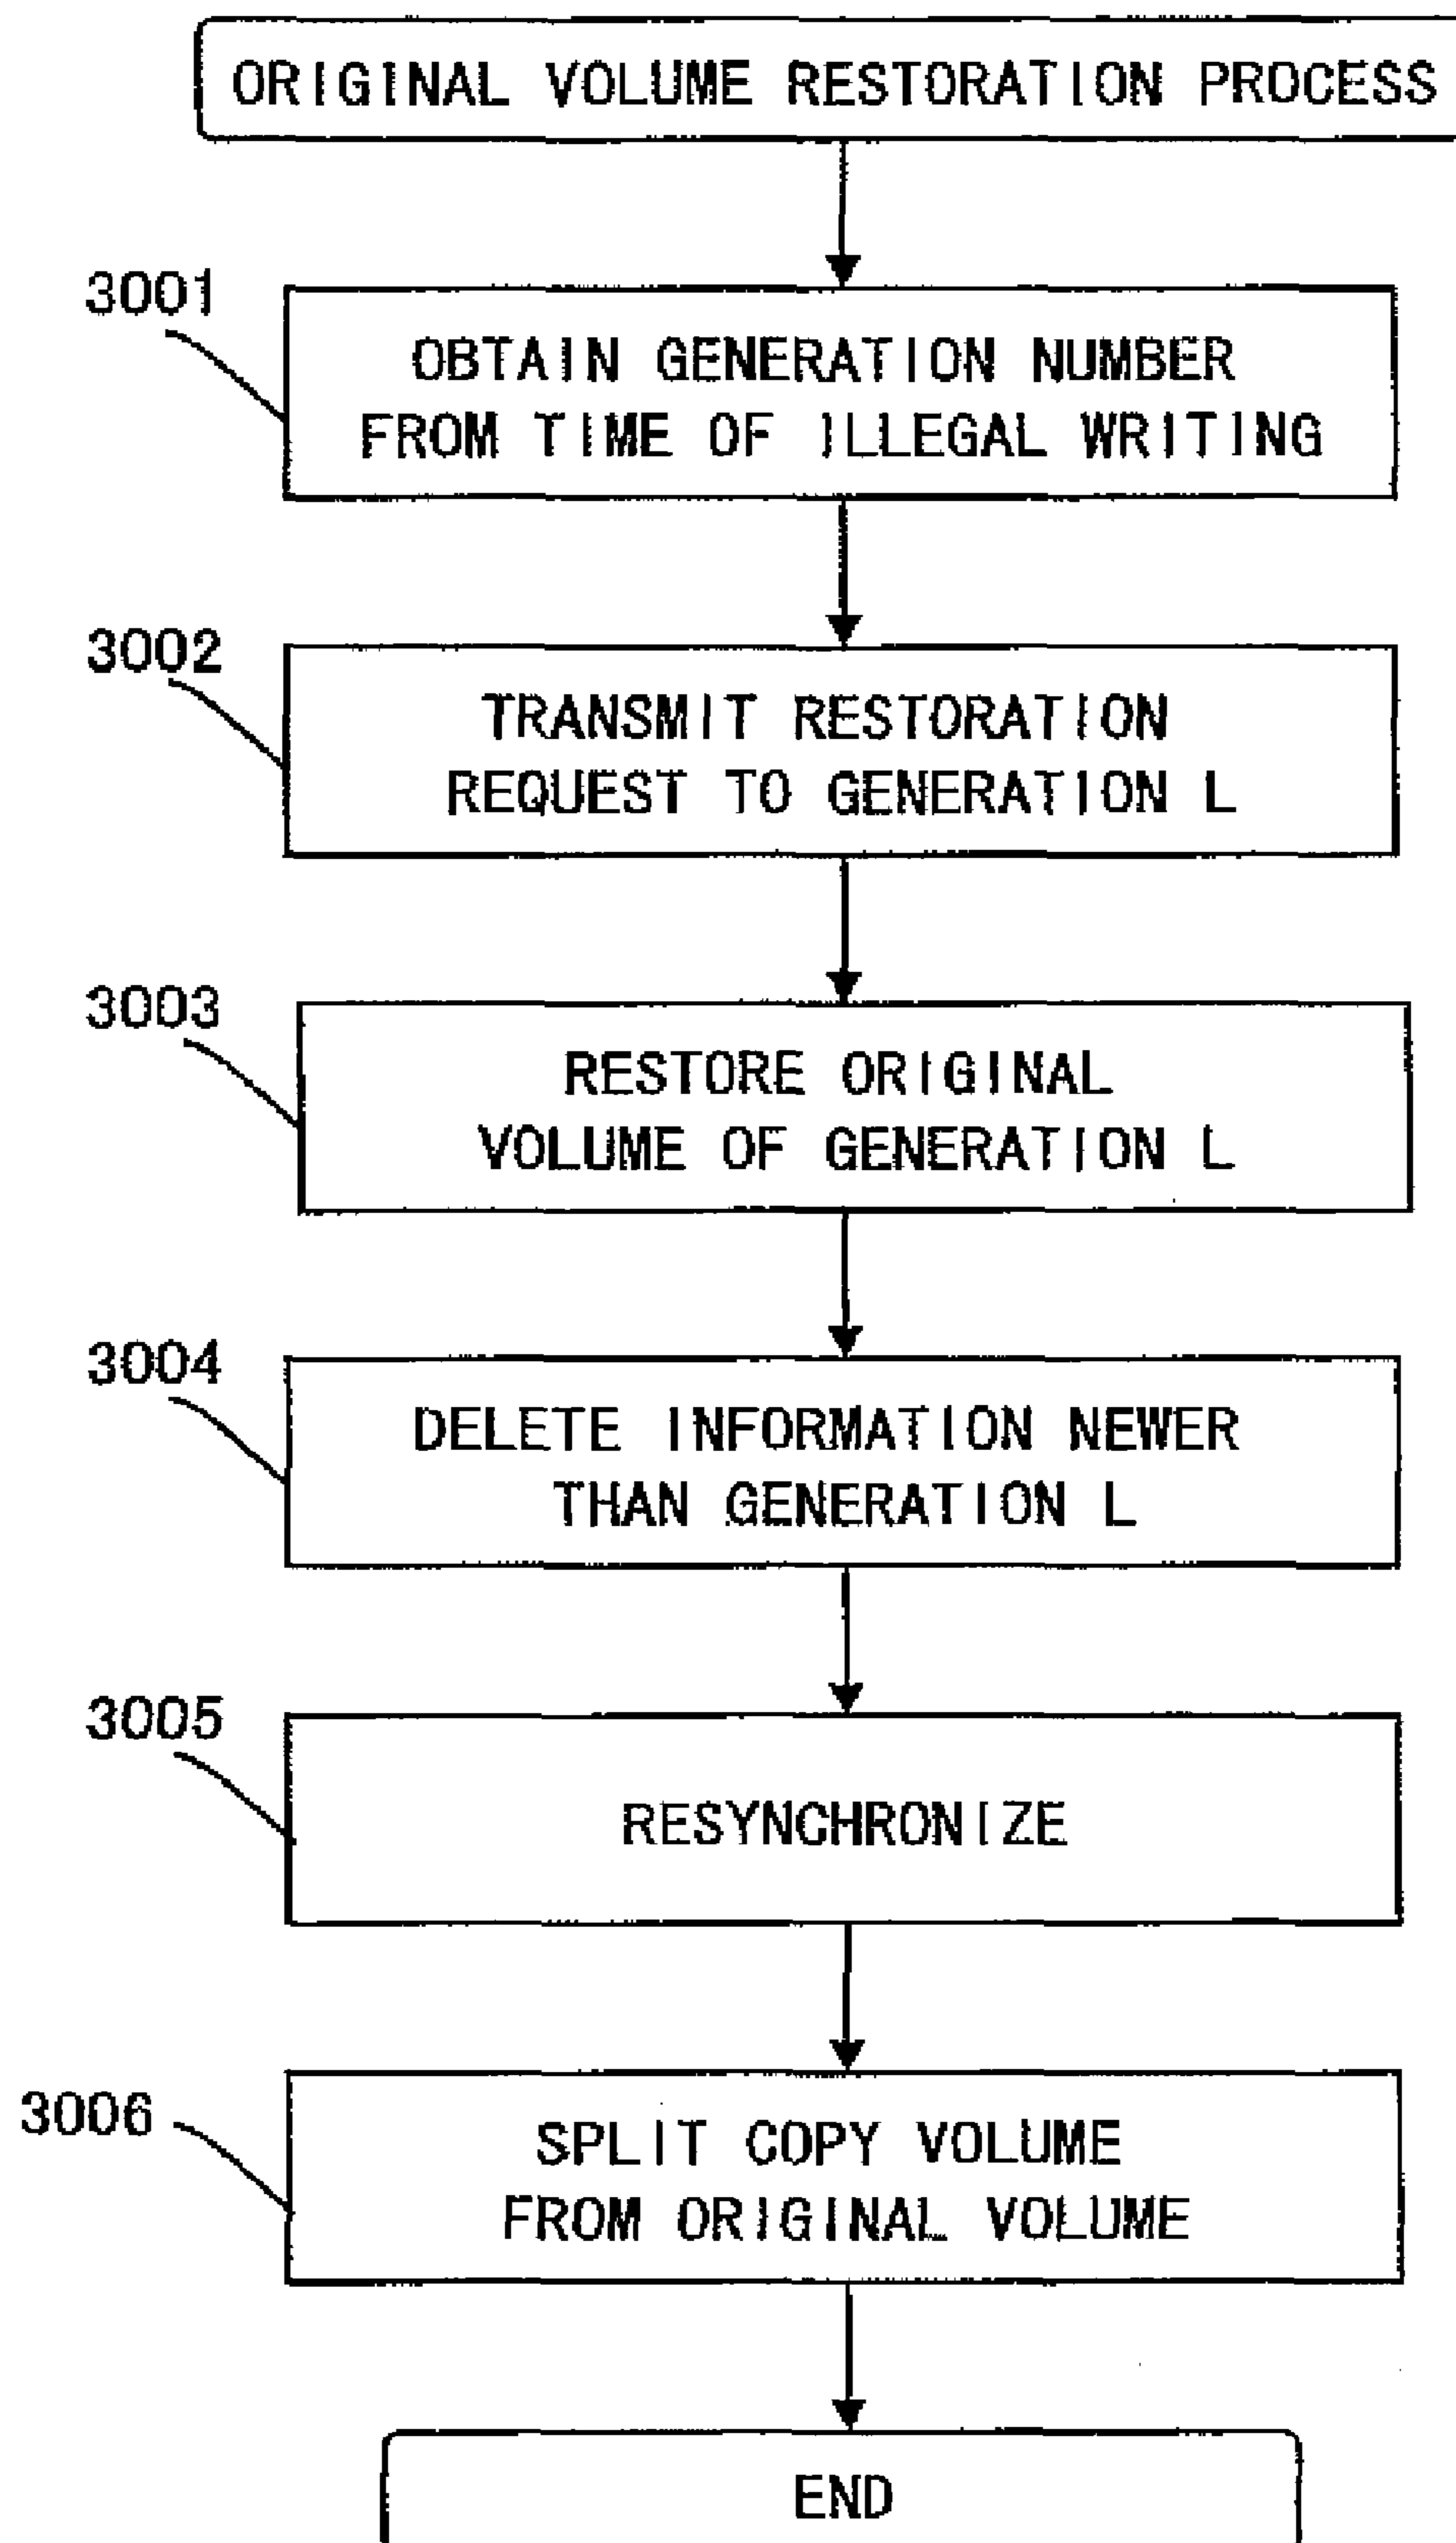 ORIGINAL VOLUME RESTORATION PROCESS
3001
OBTAIN GENERATION NUMBER
FROM TIME OF ILLEGAL WRITING
3002
TRANSMIT RESTORATION
REQUEST TO GENERATION L
3003
RESTORE ORIGINAL
VOLUME OF GENERATION L
3004
DELETE INFORMATION NEWER
THAN GENERATION L
3005
RESYNCHRONIZE
3006
SPLIT COPY VOLUME
FROM ORIGINAL VOLUME
END